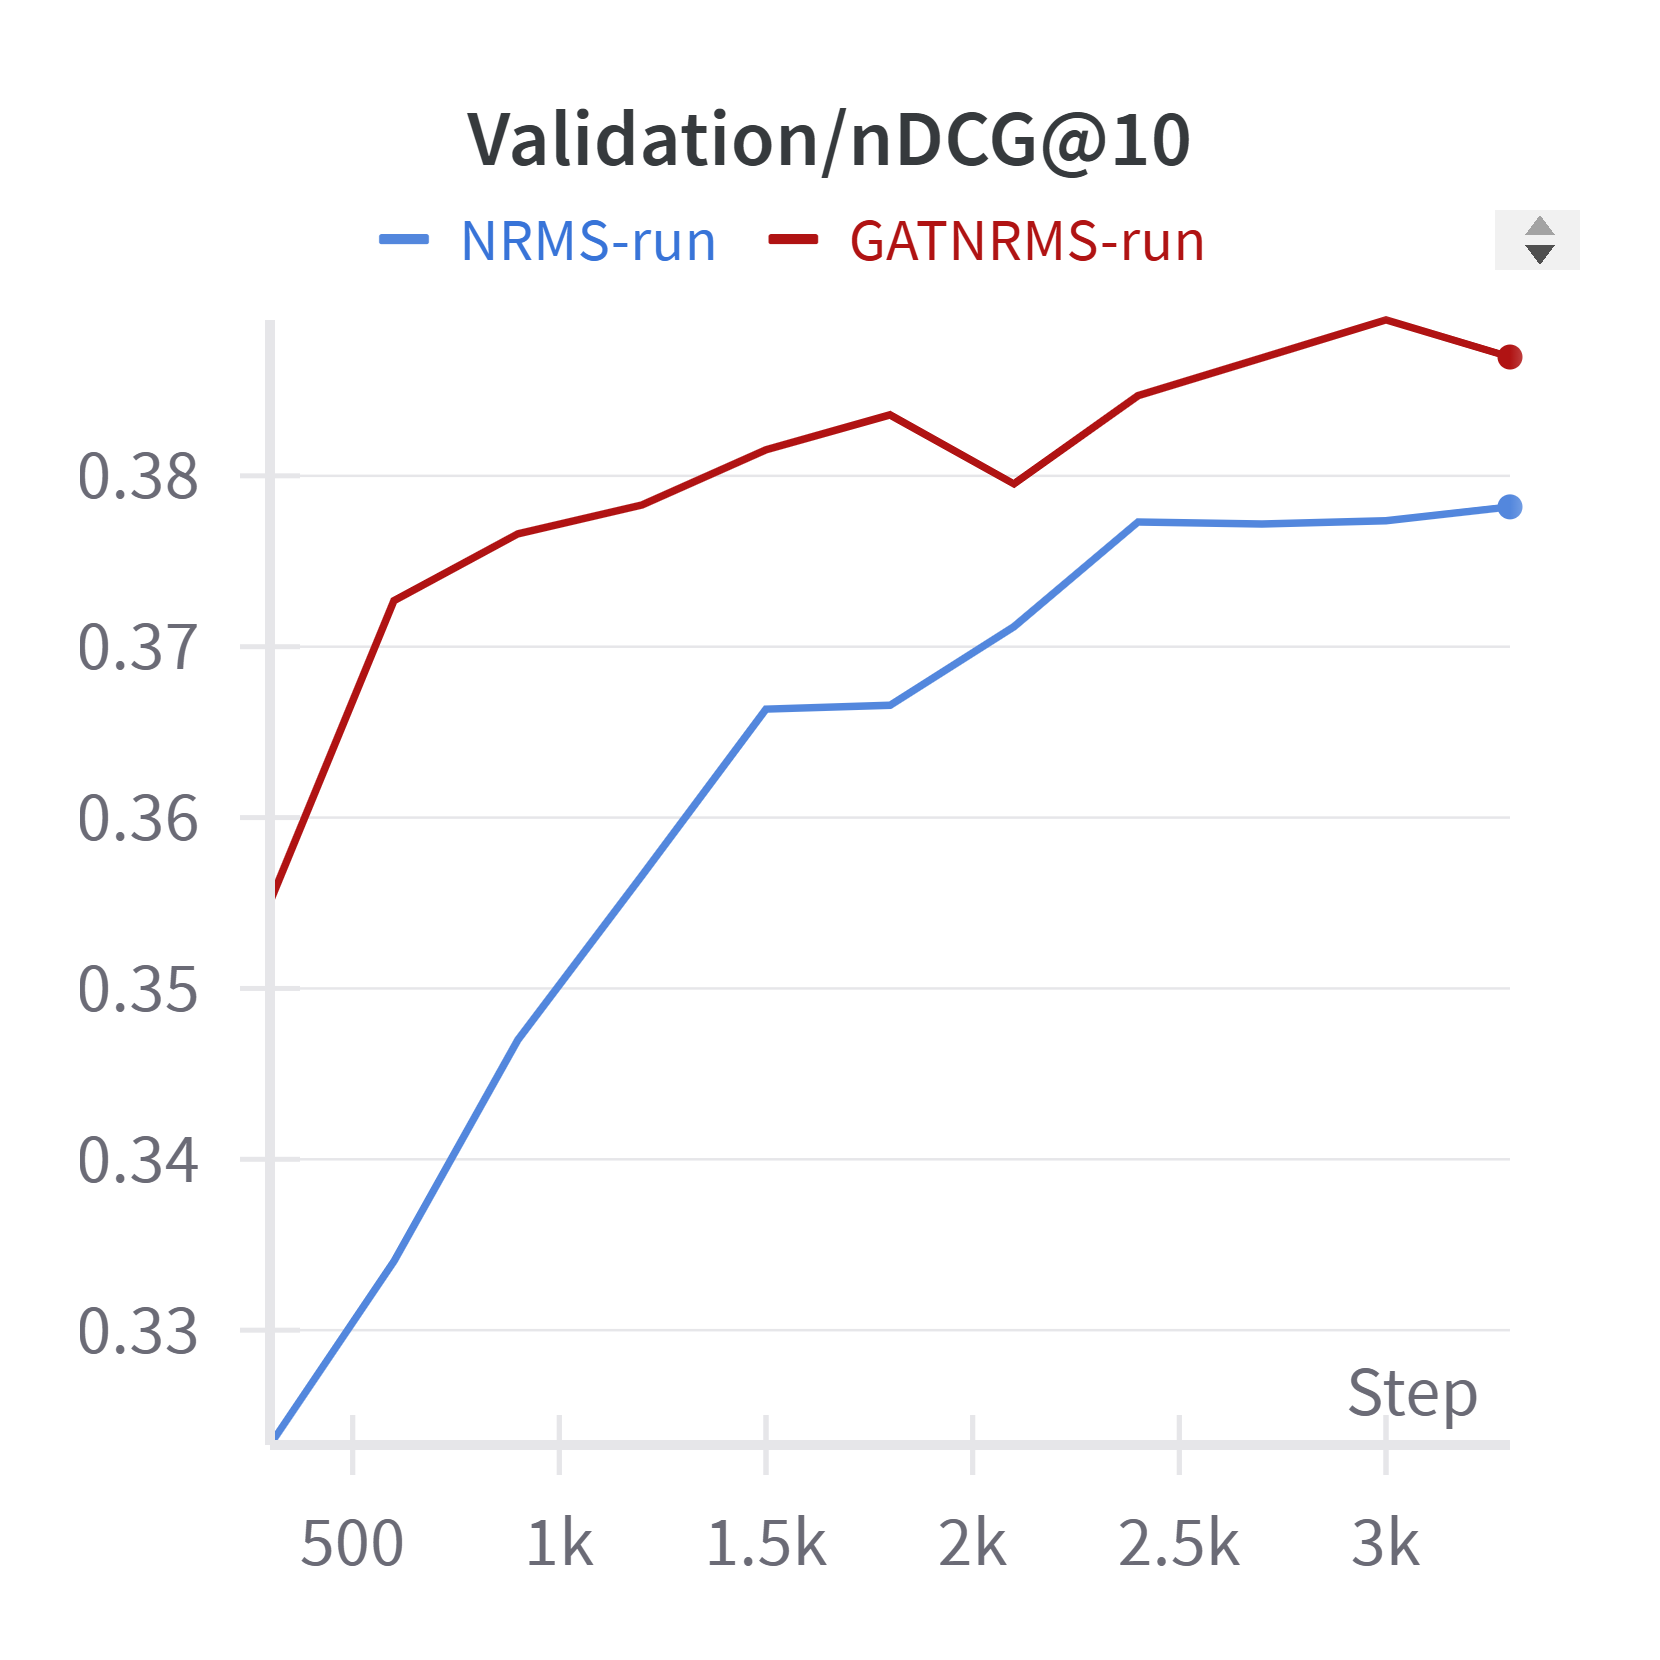 Validation/nDCG@10
NRMS-run GATNRMS-run
0.38
0.37
0.36
0.35
0.34
0.33
Step
500 1k 1.5k 2k 2.5k 3k